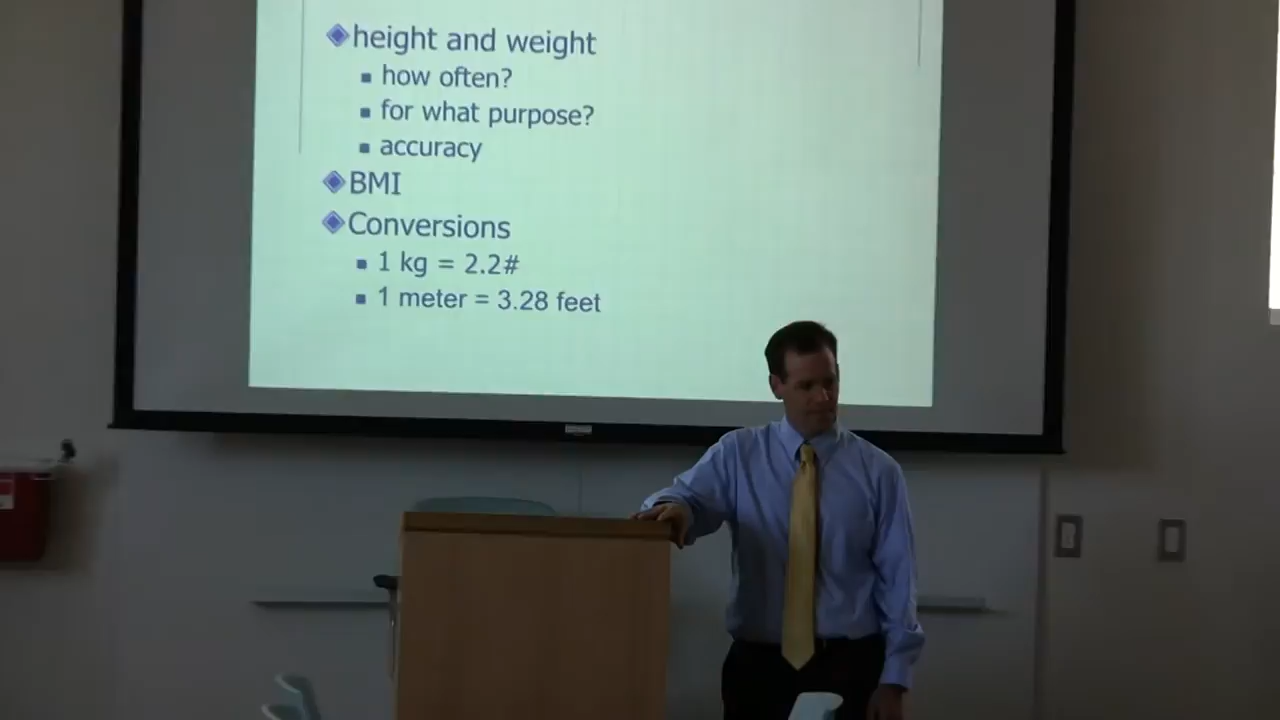 height and weight
how often?
for what purpose?
accuracy
BMI
Conversions
1 kg = 2.2#
1 meter = 3.28 feet